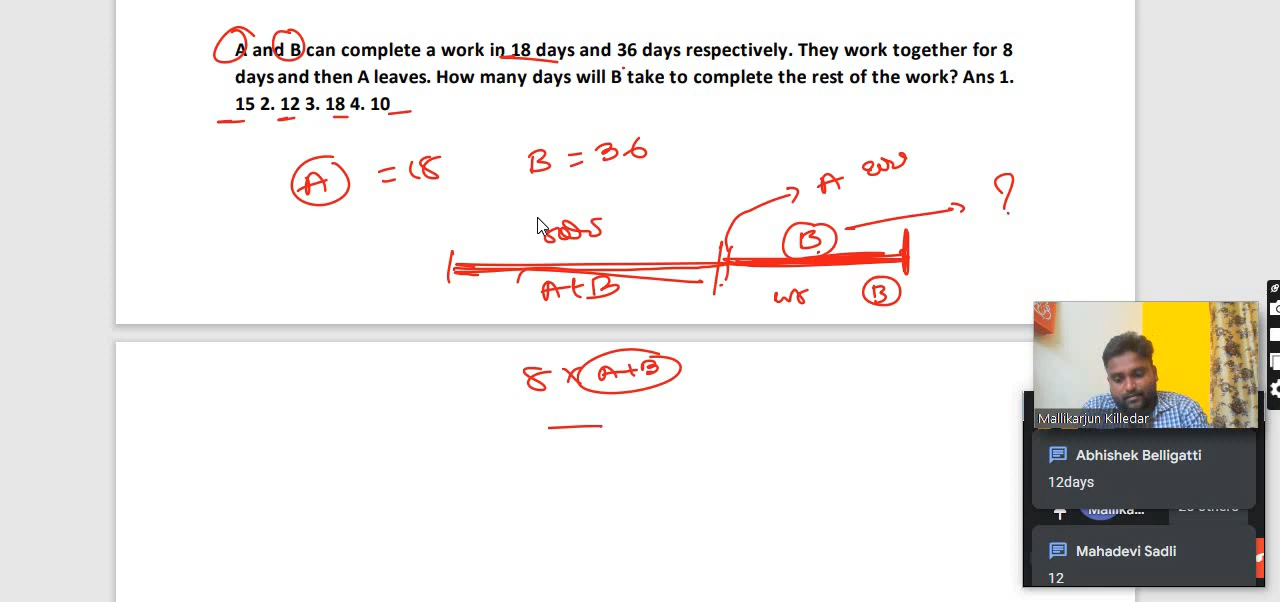 A and B can complete a work in 18 days and 36 days respectively. They work together for 8
days and then A leaves. How many days will B take to complete the rest of the work? Ans 1.
15 2. 12 3. 18 4. 10
A = 18 B = 36
A
?
B
A+B
B
8 × A+B
Mallikarjun Killedar
Abhishek Belligatti
12days
Mallika...
Mahadevi Sadli
12